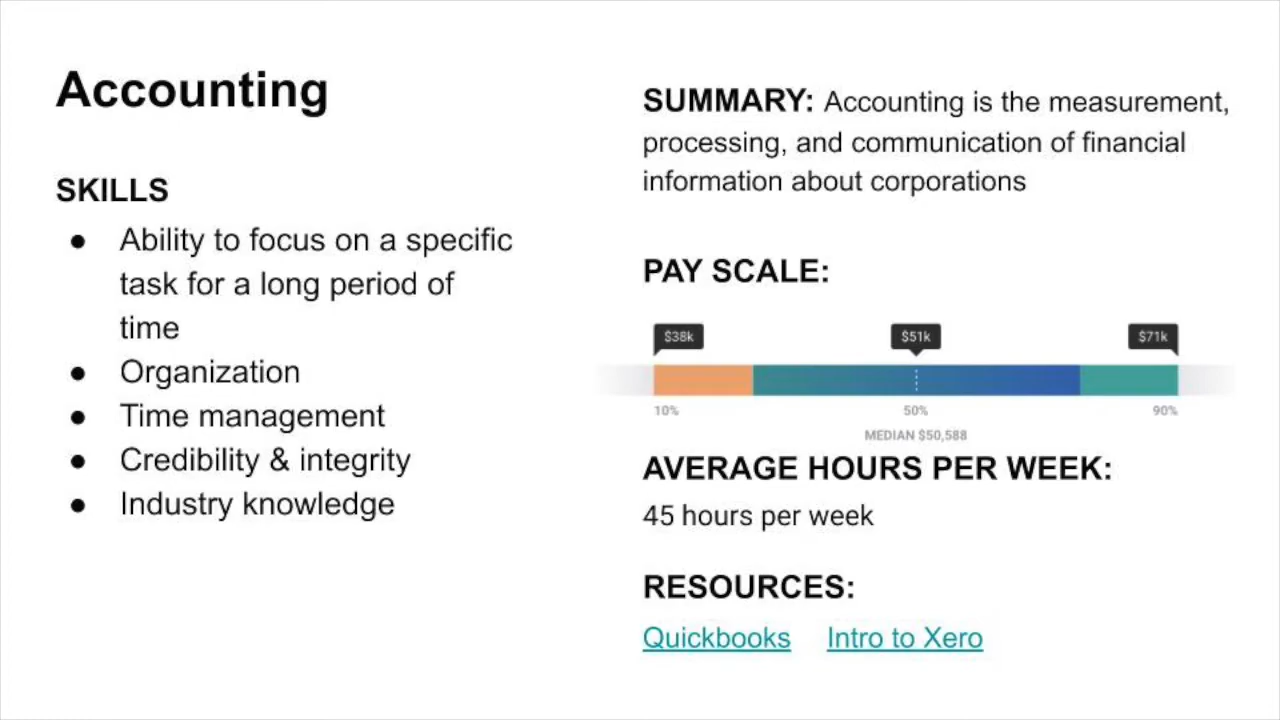 Accounting
SKILLS
● Ability to focus on a specific
task for a long period of
time
● Organization
● Time management
● Credibility & integrity
● Industry knowledge
SUMMARY: Accounting is the measurement,
processing, and communication of financial
information about corporations
PAY SCALE:
$38k $51k $71k
10% 50% 90%
MEDIAN $50,588
AVERAGE HOURS PER WEEK:
45 hours per week
RESOURCES:
Quickbooks Intro to Xero